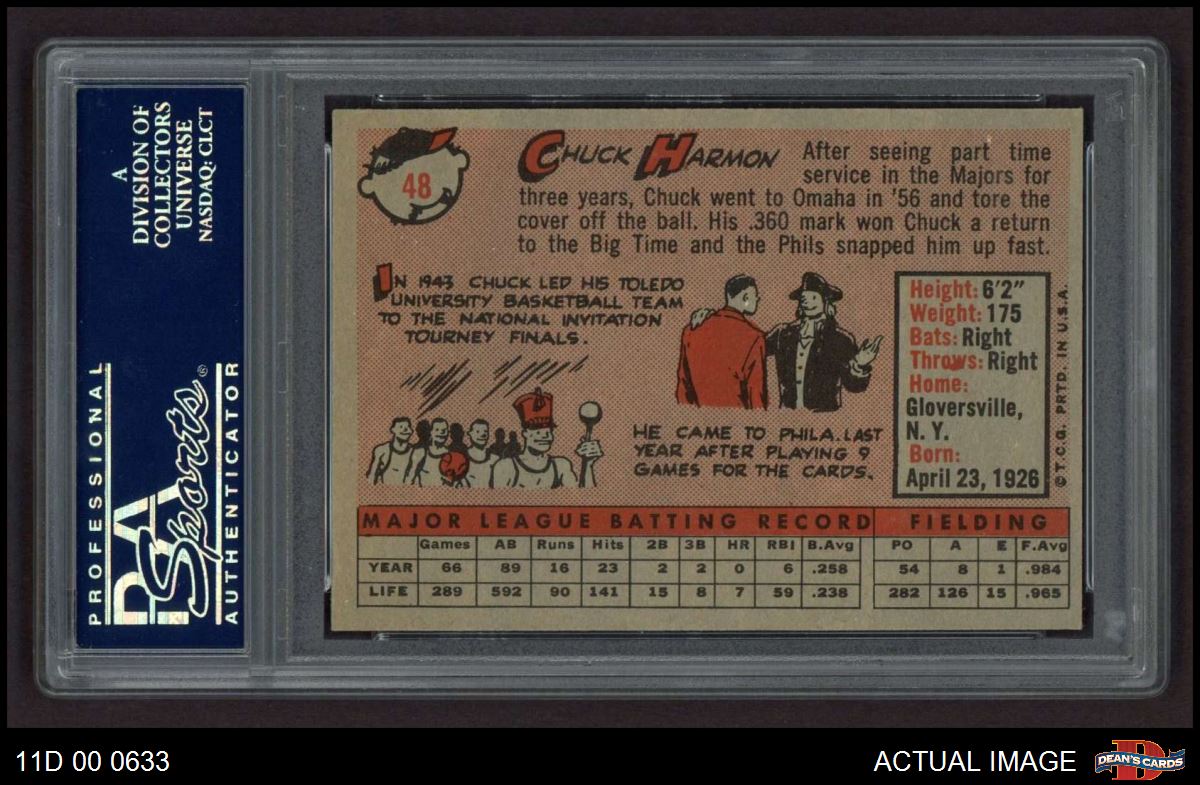 A
DIVISION OF
COLLECTORS
UNIVERSE
NASDAQ: CLCT
PROFESSIONAL
PSA
Sports®
AUTHENTICATOR
48
CHUCK HARMON
After seeing part time
service in the Majors for
three years, Chuck went to Omaha in '56 and tore the
cover off the ball. His .360 mark won Chuck a return
to the Big Time and the Phils snapped him up fast.
IN 1943 CHUCK LED HIS TOLEDO
UNIVERSITY BASKETBALL TEAM
TO THE NATIONAL INVITATION
TOURNEY FINALS.
HE CAME TO PHILA. LAST
YEAR AFTER PLAYING 9
GAMES FOR THE CARDS.
Height: 6'2"
Weight: 175
Bats: Right
Throws: Right
Home:
Gloversville,
N. Y.
Born:
April 23, 1926
© T.C.G. PRTD. IN U.S.A.
MAJOR LEAGUE BATTING RECORD FIELDING
Games AB Runs Hits 2B 3B HR RBI B.Avg PO A E F.Avg
YEAR 66 89 16 23 2 2 0 6 .258 54 8 1 .984
LIFE 289 592 90 141 15 8 7 59 .238 282 126 15 .965
11D 00 0633
ACTUAL IMAGE
D
DEAN'S CARDS